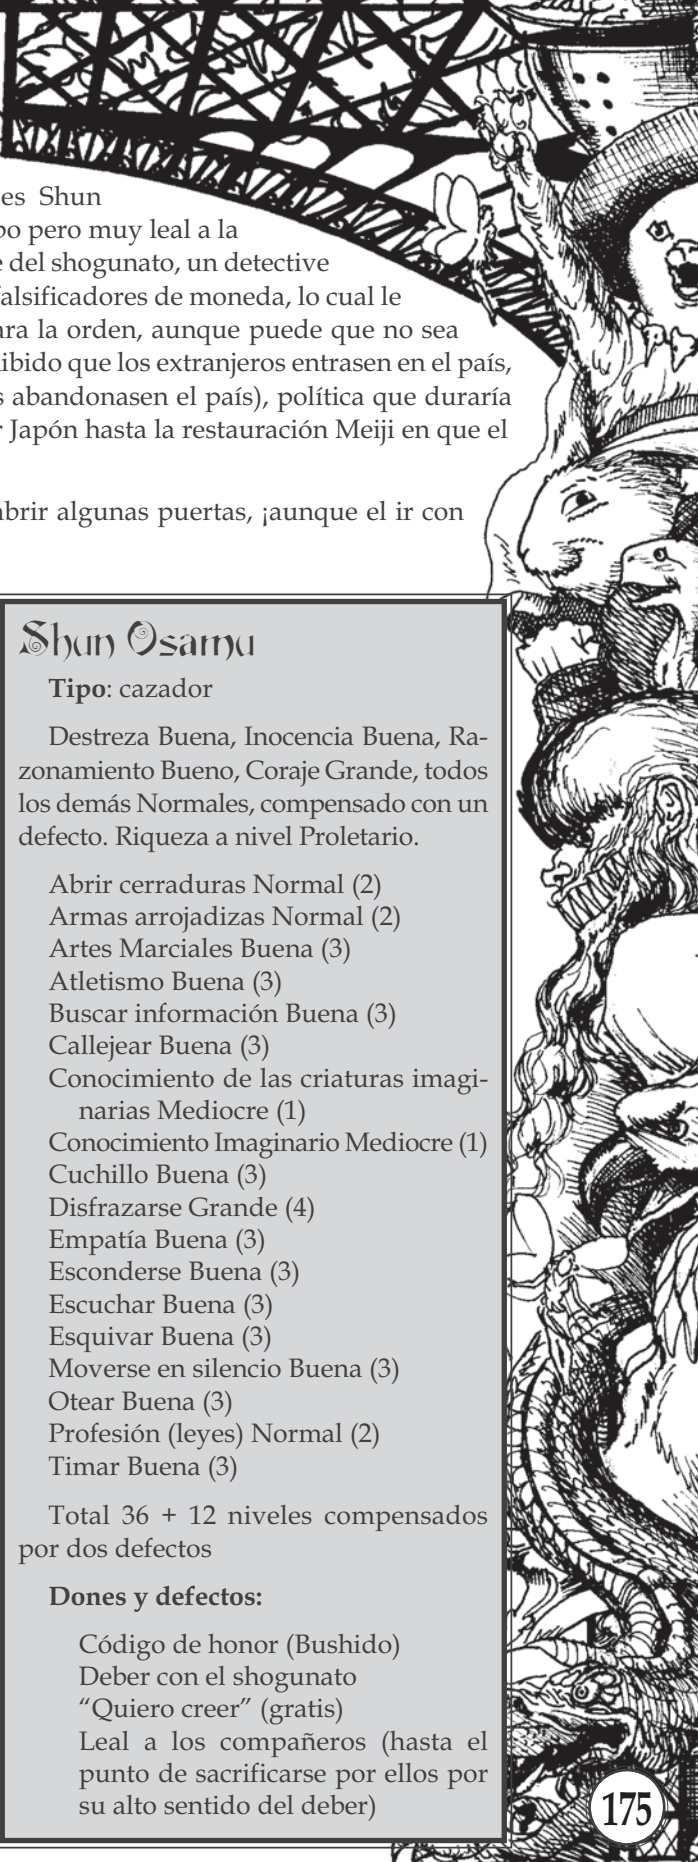 es Shun
po pero muy leal a la
e del shogunato, un detective
falsificadores de moneda, lo cual le
ara la orden, aunque puede que no sea
ibido que los extranjeros entrasen en el país,
s abandonasen el país), política que duraría
r Japón hasta la restauración Meiji en que el
abrir algunas puertas, ¡aunque el ir con
Shun Osamu
Tipo: cazador
Destreza Buena, Inocencia Buena, Ra-
zonamiento Bueno, Coraje Grande, todos
los demás Normales, compensado con un
defecto. Riqueza a nivel Proletario.
Abrir cerraduras Normal (2)
Armas arrojadizas Normal (2)
Artes Marciales Buena (3)
Atletismo Buena (3)
Buscar información Buena (3)
Callejear Buena (3)
Conocimiento de las criaturas imagi-
narias Mediocre (1)
Conocimiento Imaginario Mediocre (1)
Cuchillo Buena (3)
Disfrazarse Grande (4)
Empatía Buena (3)
Esconderse Buena (3)
Escuchar Buena (3)
Esquivar Buena (3)
Moverse en silencio Buena (3)
Otear Buena (3)
Profesión (leyes) Normal (2)
Timar Buena (3)
Total 36 + 12 niveles compensados
por dos defectos
Dones y defectos:
Código de honor (Bushido)
Deber con el shogunato
“Quiero creer” (gratis)
Leal a los compañeros (hasta el
punto de sacrificarse por ellos por
su alto sentido del deber)
175